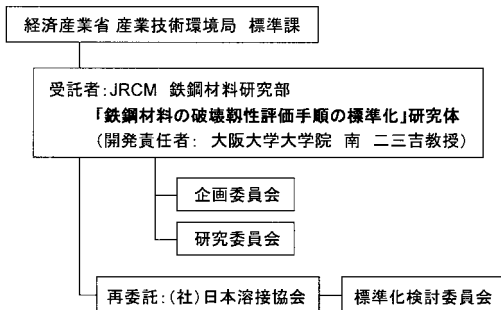 経済産業省 産業技術環境局 標準課
受託者:JRCM 鉄鋼材料研究部
「鉄鋼材料の破壊靱性評価手順の標準化」研究体
(開発責任者: 大阪大学大学院 南 二三吉教授)
企画委員会
研究委員会
再委託:(社)日本溶接協会
標準化検討委員会